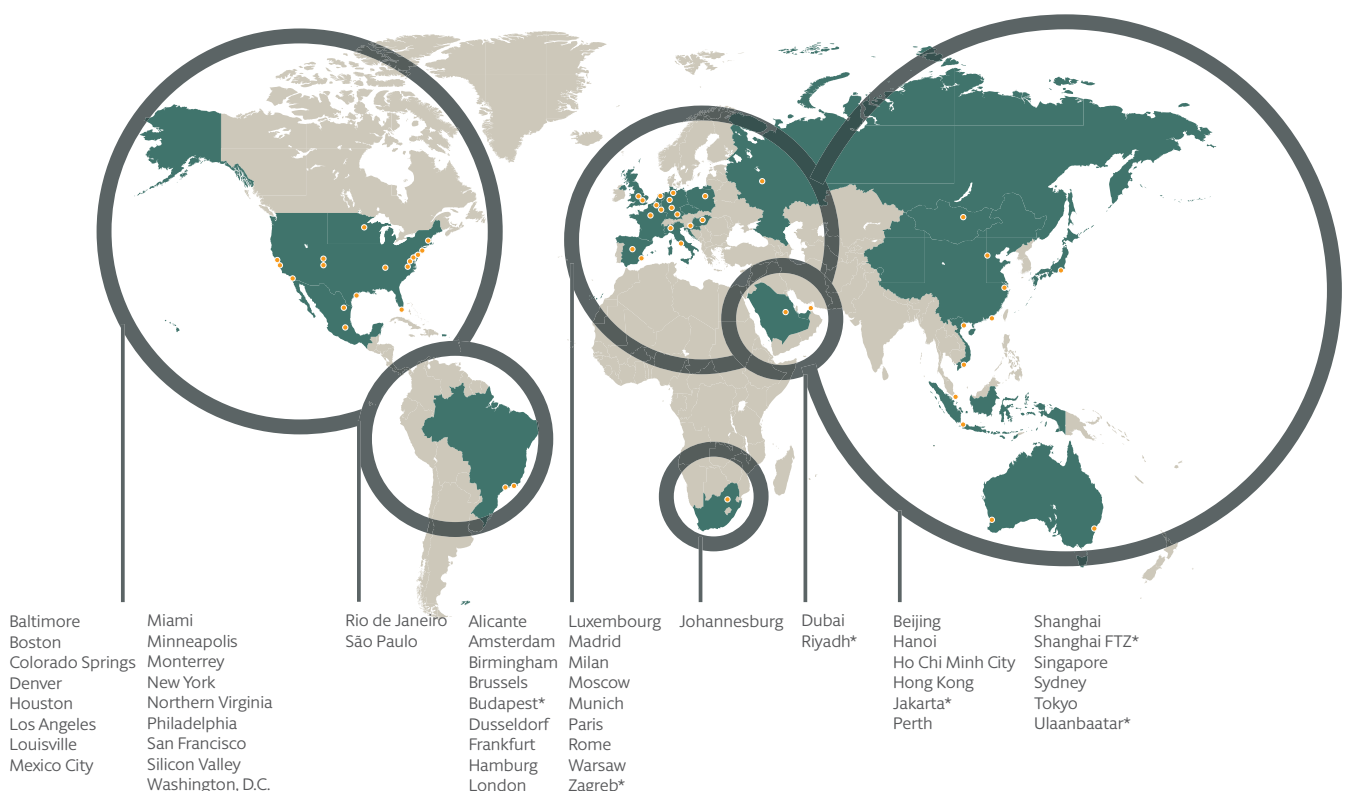 Baltimore
Boston
Colorado Springs
Denver
Houston
Los Angeles
Louisville
Mexico City
Miami
Minneapolis
Monterrey
New York
Northern Virginia
Philadelphia
San Francisco
Silicon Valley
Washington, D.C.
Rio de Janeiro
São Paulo
Alicante
Amsterdam
Birmingham
Brussels
Budapest*
Dusseldorf
Frankfurt
Hamburg
London
Luxembourg
Madrid
Milan
Moscow
Munich
Paris
Rome
Warsaw
Zagreb*
Johannesburg
Dubai
Riyadh*
Beijing
Hanoi
Ho Chi Minh City
Hong Kong
Jakarta*
Perth
Shanghai
Shanghai FTZ*
Singapore
Sydney
Tokyo
Ulaanbaatar*